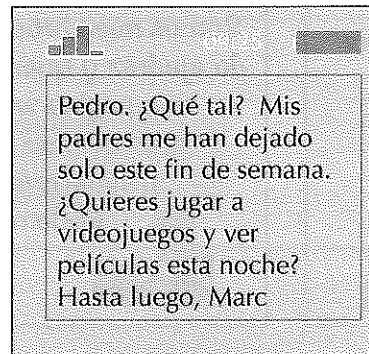 Pedro. ¿Qué tal? Mis
padres me han dejado
solo este fin de semana.
¿Quieres jugar a
videojuegos y ver
películas esta noche?
Hasta luego, Marc